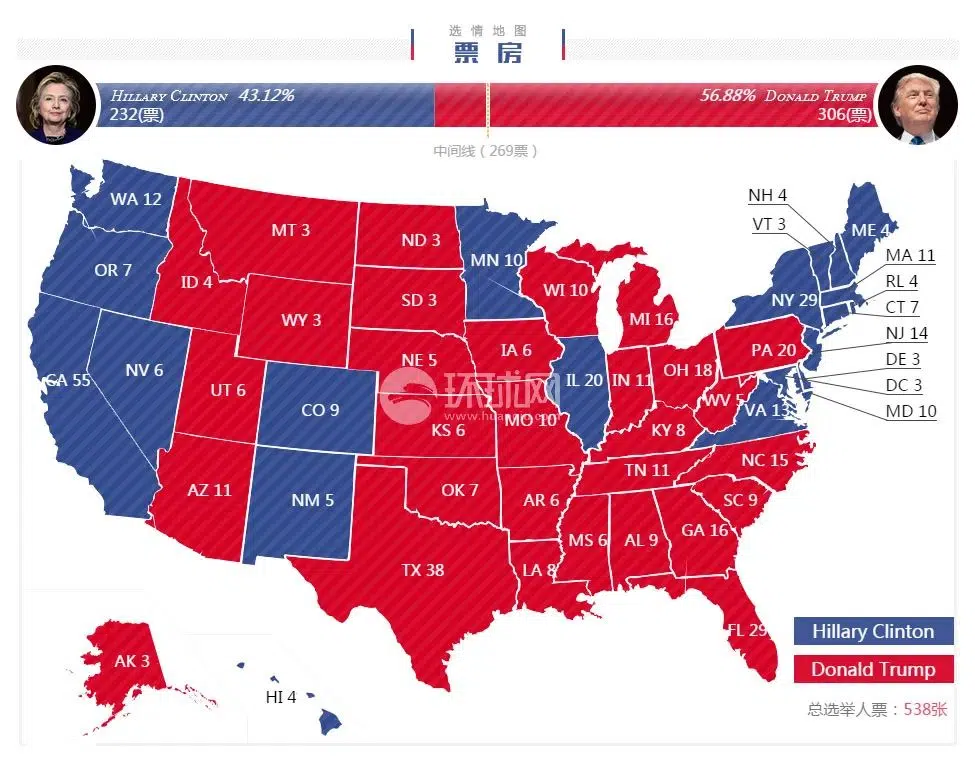 选情地图
票房
HILLARY CLINTON 43.12%
232(票)
56.88% DONALD TRUMP
306(票)
中间线（269票）
WA 12
OR 7
CA 55
NV 6
ID 4
MT 3
WY 3
UT 6
CO 9
AZ 11
NM 5
ND 3
SD 3
NE 5
KS 6
OK 7
TX 38
MN 10
IA 6
MO 10
AR 6
LA 8
WI 10
IL 20
MI 16
IN 11
OH 18
KY 8
TN 11
MS 6
AL 9
GA 16
FL 29
SC 9
NC 15
VA 13
WV 5
PA 20
NY 29
ME 4
NH 4
VT 3
MA 11
RL 4
CT 7
NJ 14
DE 3
DC 3
MD 10
AK 3
HI 4
环球网
www.huanqiu.com
Hillary Clinton
Donald Trump
总选举人票：538张